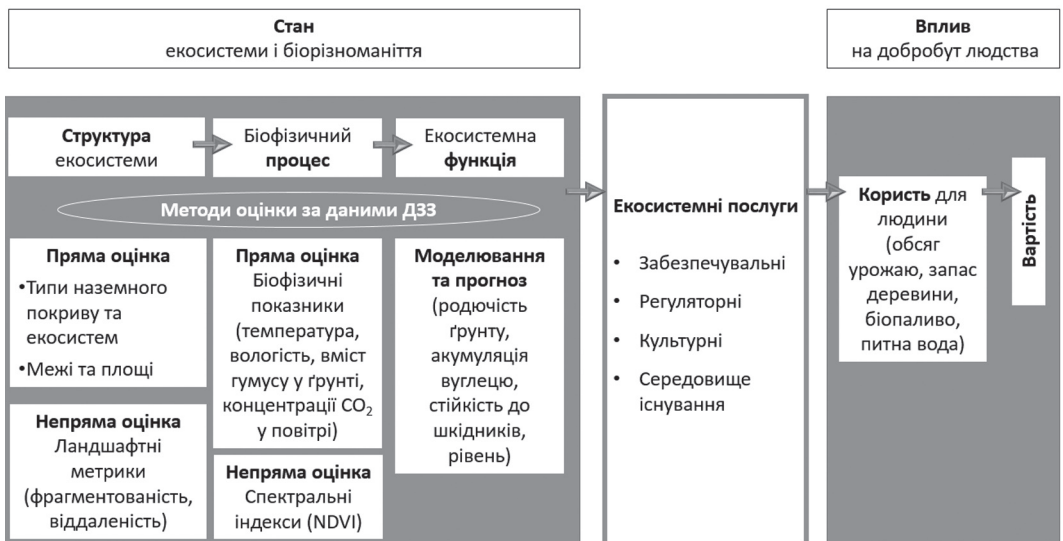 Стан
екосистеми і біорізноманіття
Вплив
на добробут людства
Структура
екосистеми
Біофізичний
процес
Екосистемна
функція
Методи оцінки за даними ДЗЗ
Пряма оцінка
•Типи наземного
покриву та
екосистем
•Межі та площі
Непряма оцінка
Ландшафтні
метрики
(фрагментованість,
віддаленість)
Пряма оцінка
Біофізичні
показники
(температура,
вологість, вміст
гумусу у ґрунті,
концентрації CO₂
у повітрі)
Непряма оцінка
Спектральні
індекси (NDVI)
Моделювання
та прогноз
(родючість
ґрунту,
акумуляція
вуглецю,
стійкість до
шкідників,
рівень)
Екосистемні послуги
• Забезпечувальні
• Регуляторні
• Культурні
• Середовище
існування
Користь для
людини
(обсяг
урожаю, запас
деревини,
біопаливо,
питна вода)
Вартість